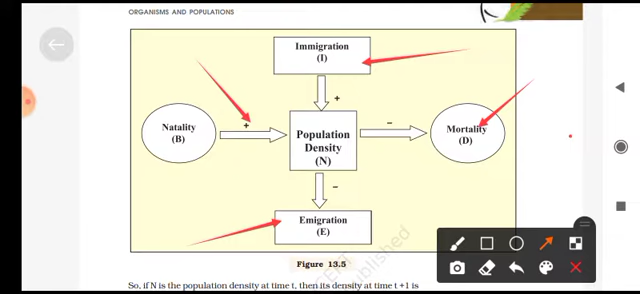 ORGANISMS AND POPULATIONS
Immigration
(I)
+
Natality
(B)
+
Population
Density
(N)
–
Mortality
(D)
–
Emigration
(E)
Figure 13.5
So, if N is the population density at time t, then its density at time t +1 is